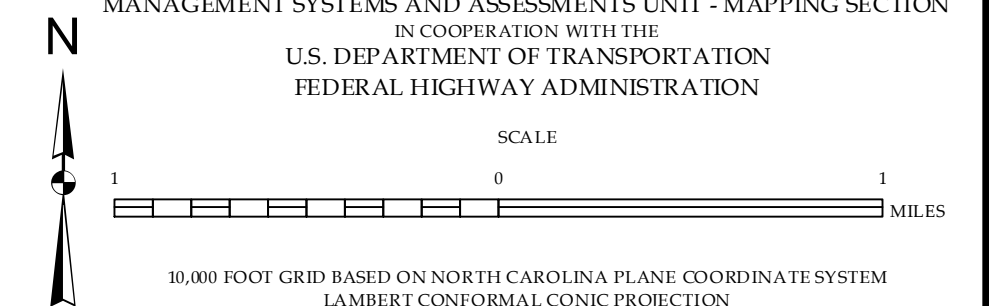 MANAGEMENT SYSTEMS AND ASSESSMENTS UNIT - MAPPING SECTION
N
IN COOPERATION WITH THE
U.S. DEPARTMENT OF TRANSPORTATION
FEDERAL HIGHWAY ADMINISTRATION
SCALE
1 0 1
MILES
10,000 FOOT GRID BASED ON NORTH CAROLINA PLANE COORDINATE SYSTEM
LAMBERT CONFORMAL CONIC PROJECTION